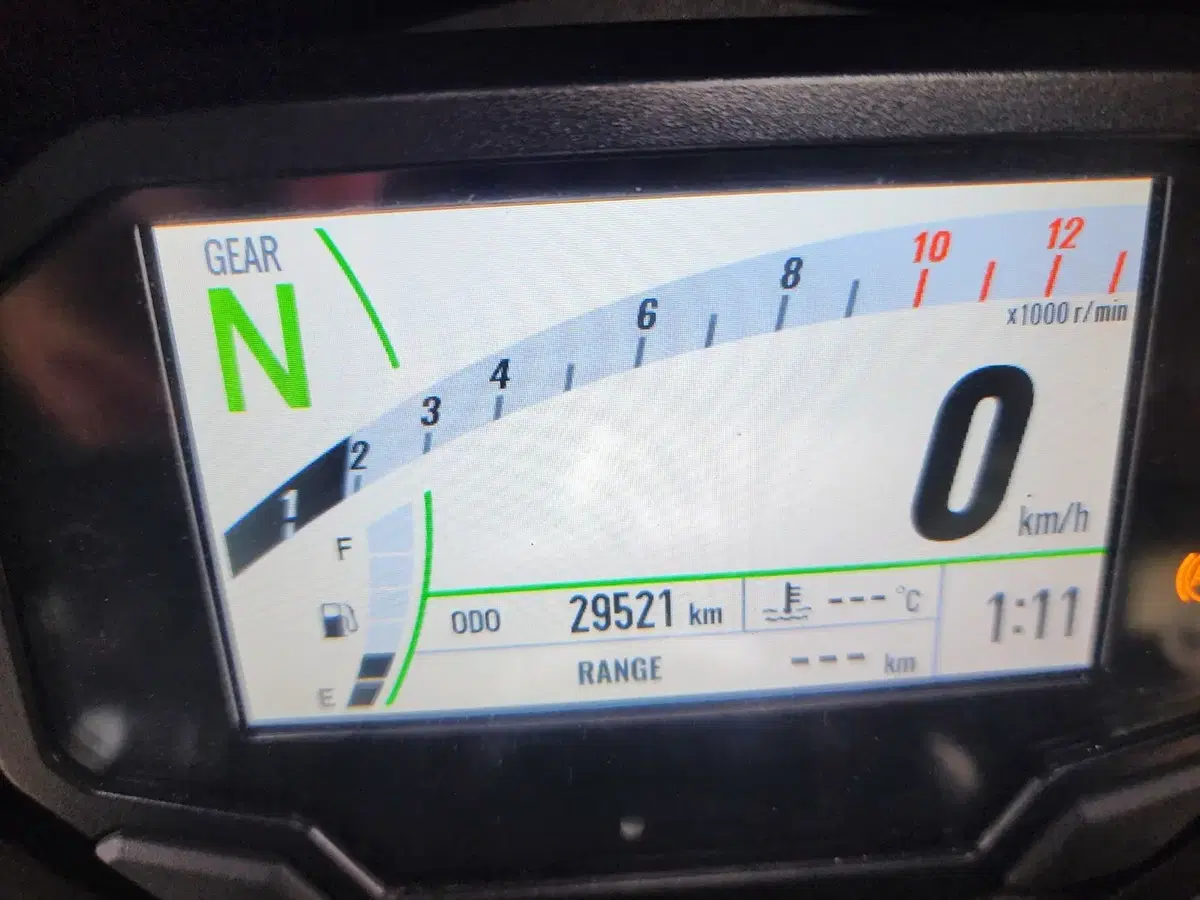 GEAR
N
1 2 3 4 6 8 10 12
x1000 r/min
0 km/h
F
E
ODO 29521 km
--- °C
1:11
RANGE --- km